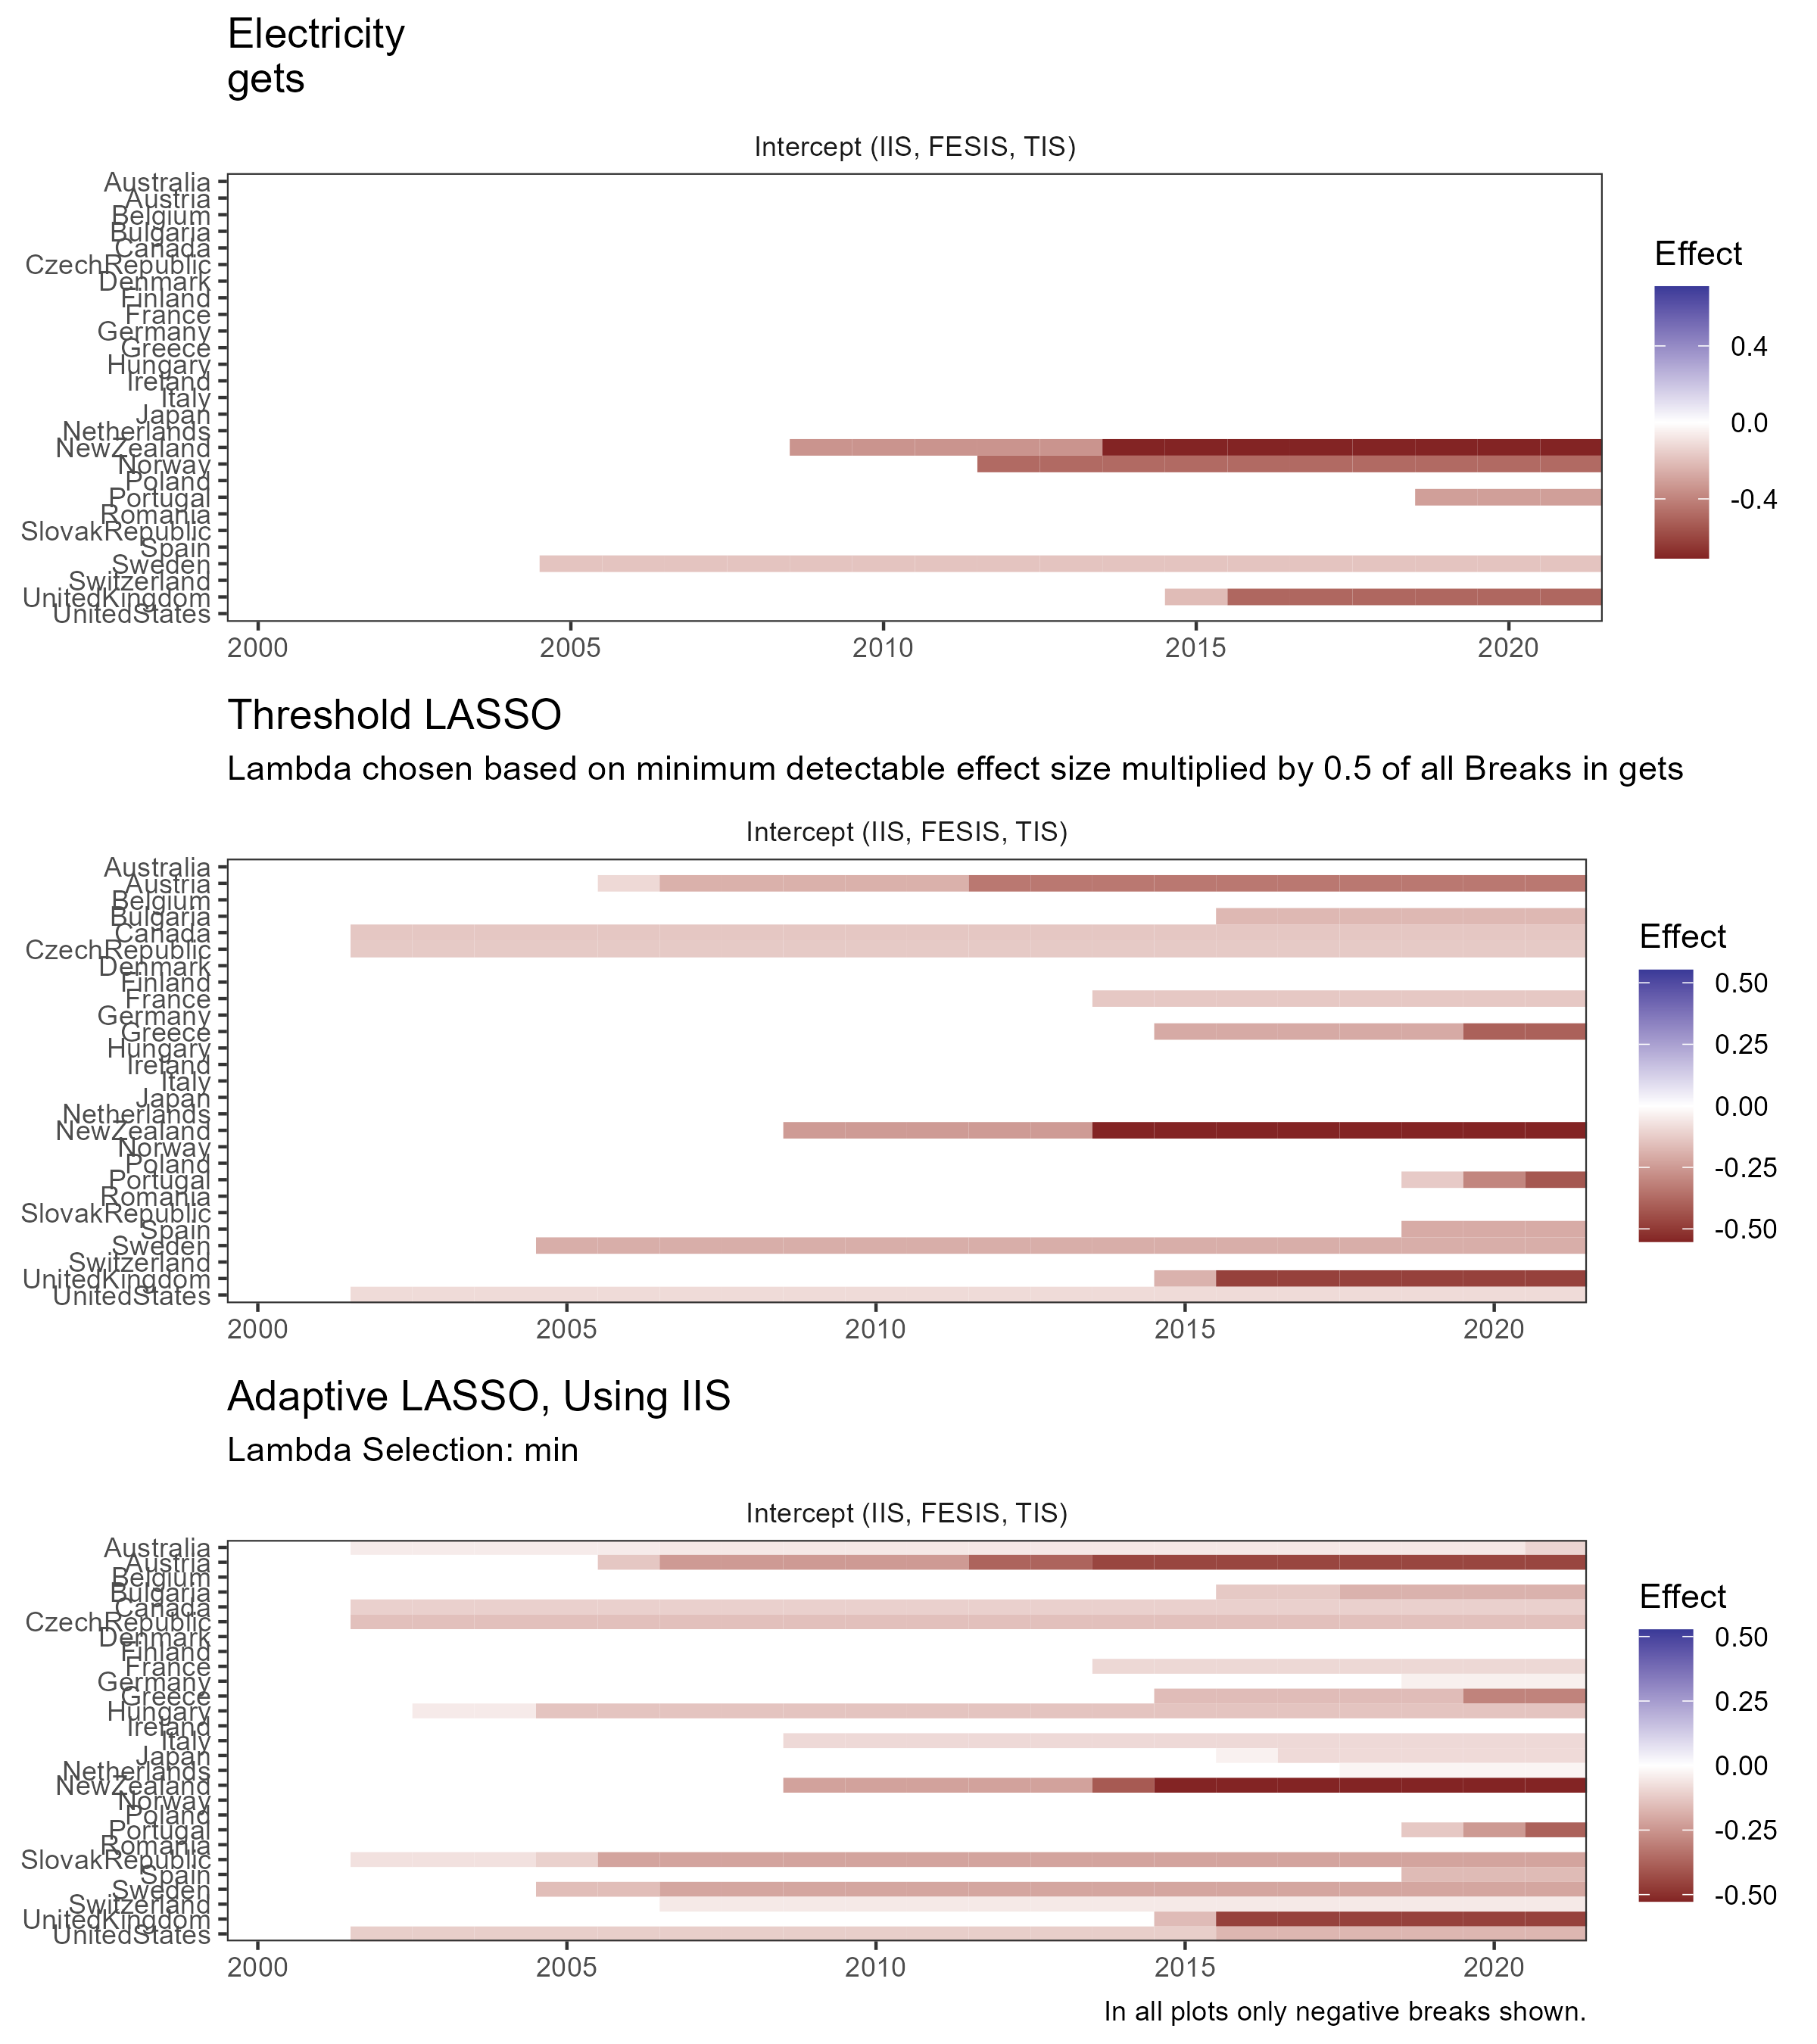 Electricity
gets
Intercept (IIS, FESIS, TIS)
Australia
Austria
Belgium
Bulgaria
Canada
CzechRepublic
Denmark
Finland
France
Germany
Greece
Hungary
Ireland
Italy
Japan
Netherlands
NewZealand
Norway
Poland
Portugal
Romania
SlovakRepublic
Spain
Sweden
Switzerland
UnitedKingdom
UnitedStates
2000 2005 2010 2015 2020
Effect
0.4
0.0
-0.4
Threshold LASSO
Lambda chosen based on minimum detectable effect size multiplied by 0.5 of all Breaks in gets
Intercept (IIS, FESIS, TIS)
Australia
Austria
Belgium
Bulgaria
Canada
CzechRepublic
Denmark
Finland
France
Germany
Greece
Hungary
Ireland
Italy
Japan
Netherlands
NewZealand
Norway
Poland
Portugal
Romania
SlovakRepublic
Spain
Sweden
Switzerland
UnitedKingdom
UnitedStates
2000 2005 2010 2015 2020
Effect
0.50
0.25
0.00
-0.25
-0.50
Adaptive LASSO, Using IIS
Lambda Selection: min
Intercept (IIS, FESIS, TIS)
Australia
Austria
Belgium
Bulgaria
Canada
CzechRepublic
Denmark
Finland
France
Germany
Greece
Hungary
Ireland
Italy
Japan
Netherlands
NewZealand
Norway
Poland
Portugal
Romania
SlovakRepublic
Spain
Sweden
Switzerland
UnitedKingdom
UnitedStates
2000 2005 2010 2015 2020
Effect
0.50
0.25
0.00
-0.25
-0.50
In all plots only negative breaks shown.